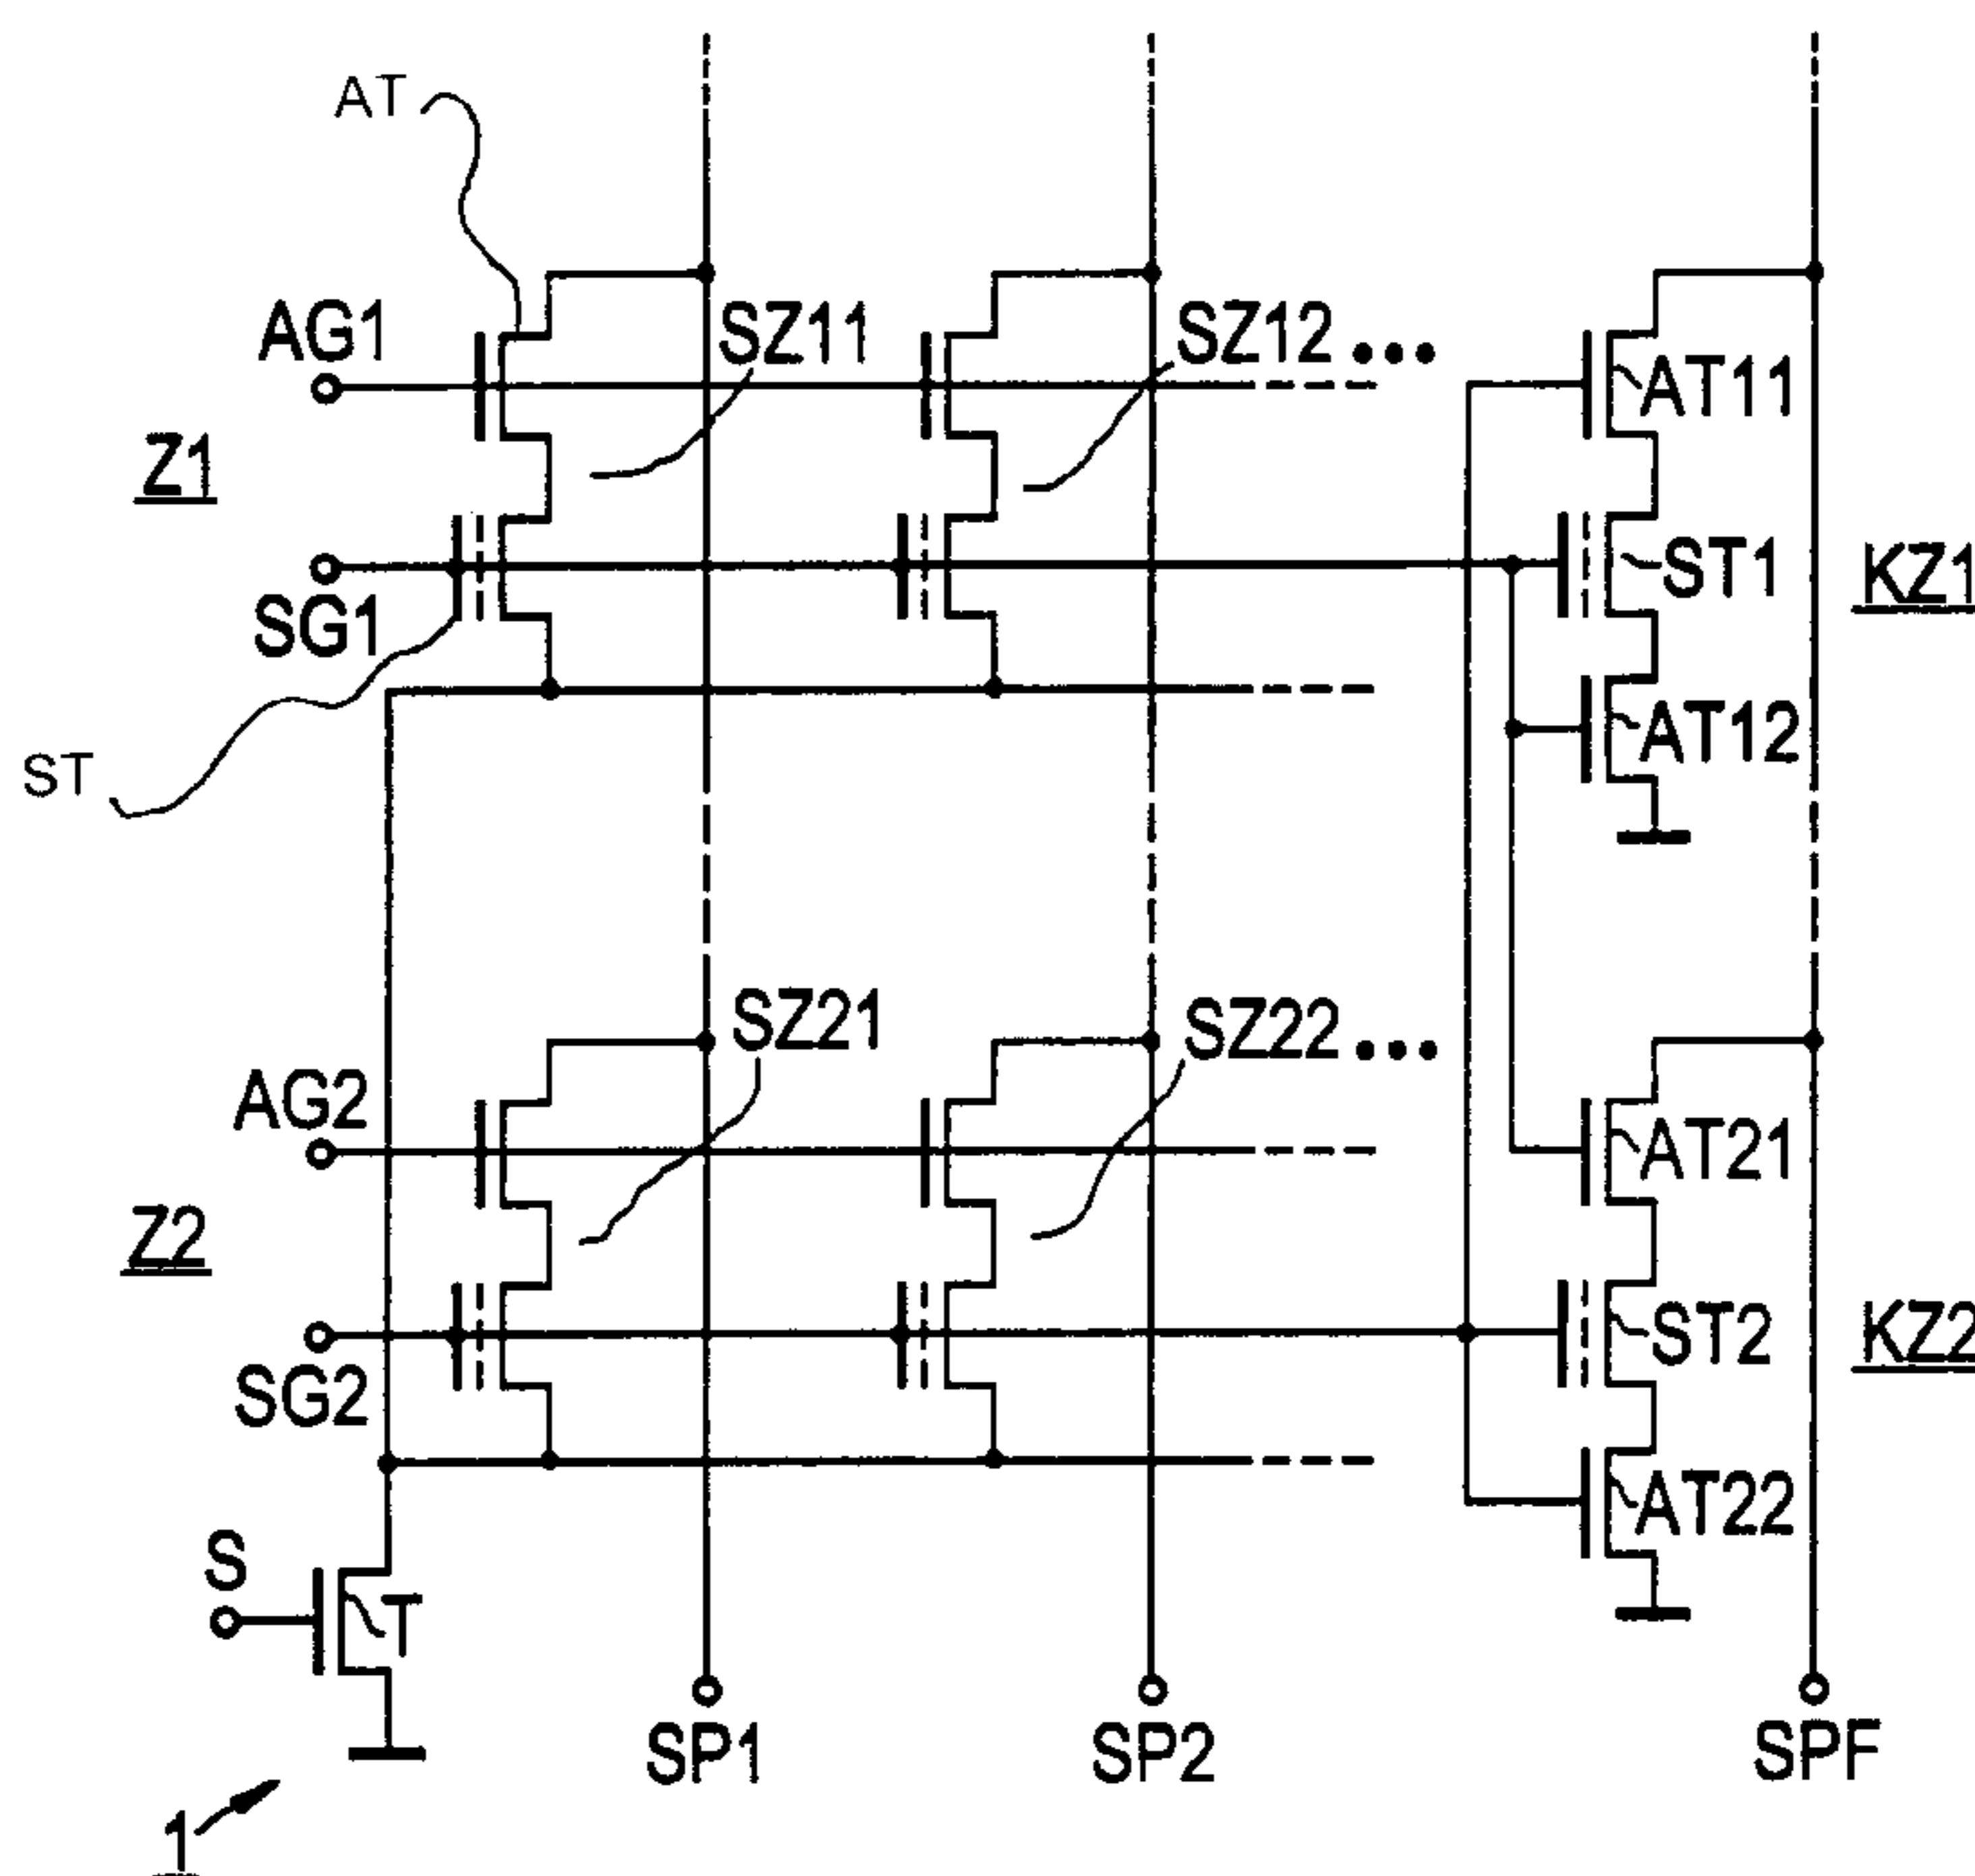 AT
AG1
SZ11
SZ12...
AT11
Z1
ST1
KZ1
SG1
AT12
ST
SZ21
SZ22...
AG2
AT21
Z2
ST2
KZ2
SG2
AT22
S
T
SP1
SP2
SPF
1